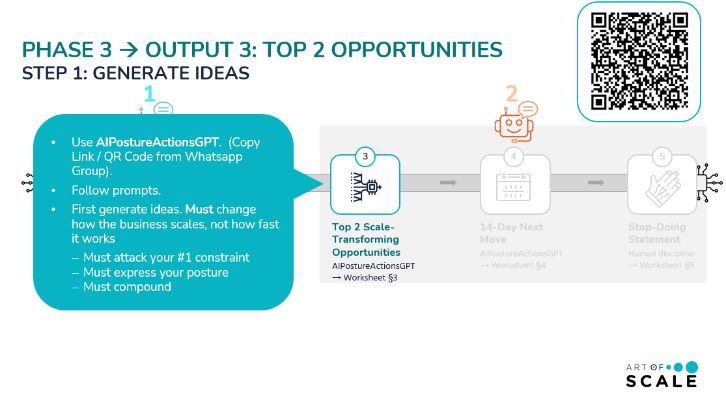 PHASE 3 → OUTPUT 3: TOP 2 OPPORTUNITIES
STEP 1: GENERATE IDEAS
1
2
• Use AIPostureActionsGPT. (Copy
Link / QR Code from Whatsapp
Group).
• Follow prompts.
• First generate ideas. Must change
how the business scales, not how fast
it works
– Must attack your #1 constraint
– Must express your posture
– Must compound
3
Top 2 Scale-
Transforming
Opportunities
AIPostureActionsGPT
→ Worksheet §3
4
14-Day Next
Move
AIPostureActionsGPT
→ Worksheet §4
5
Stop-Doing
Statement
Human discipline
→ Worksheet §5
ART OF
SCALE